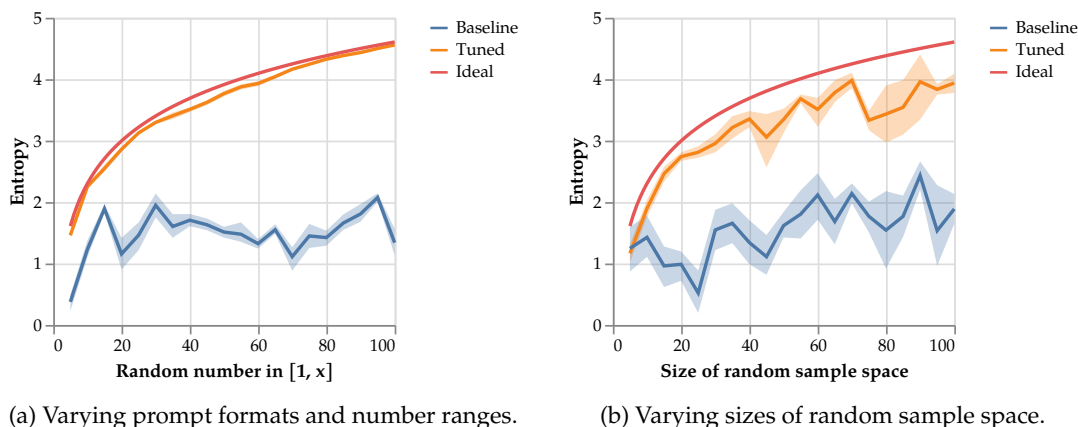 5
4
3
2
1
0
Entropy
0 20 40 60 80 100
Random number in [1, x]
Baseline
Tuned
Ideal
(a) Varying prompt formats and number ranges.
5
4
3
2
1
0
Entropy
0 20 40 60 80 100
Size of random sample space
Baseline
Tuned
Ideal
(b) Varying sizes of random sample space.